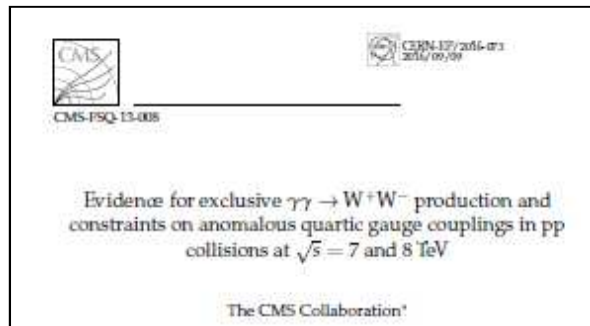 CMS
CERN-EP/2016-073
2016/09/09
CMS-FSQ-13-008
Evidence for exclusive γγ → W⁺W⁻ production and
constraints on anomalous quartic gauge couplings in pp
collisions at √s = 7 and 8 TeV
The CMS Collaboration*